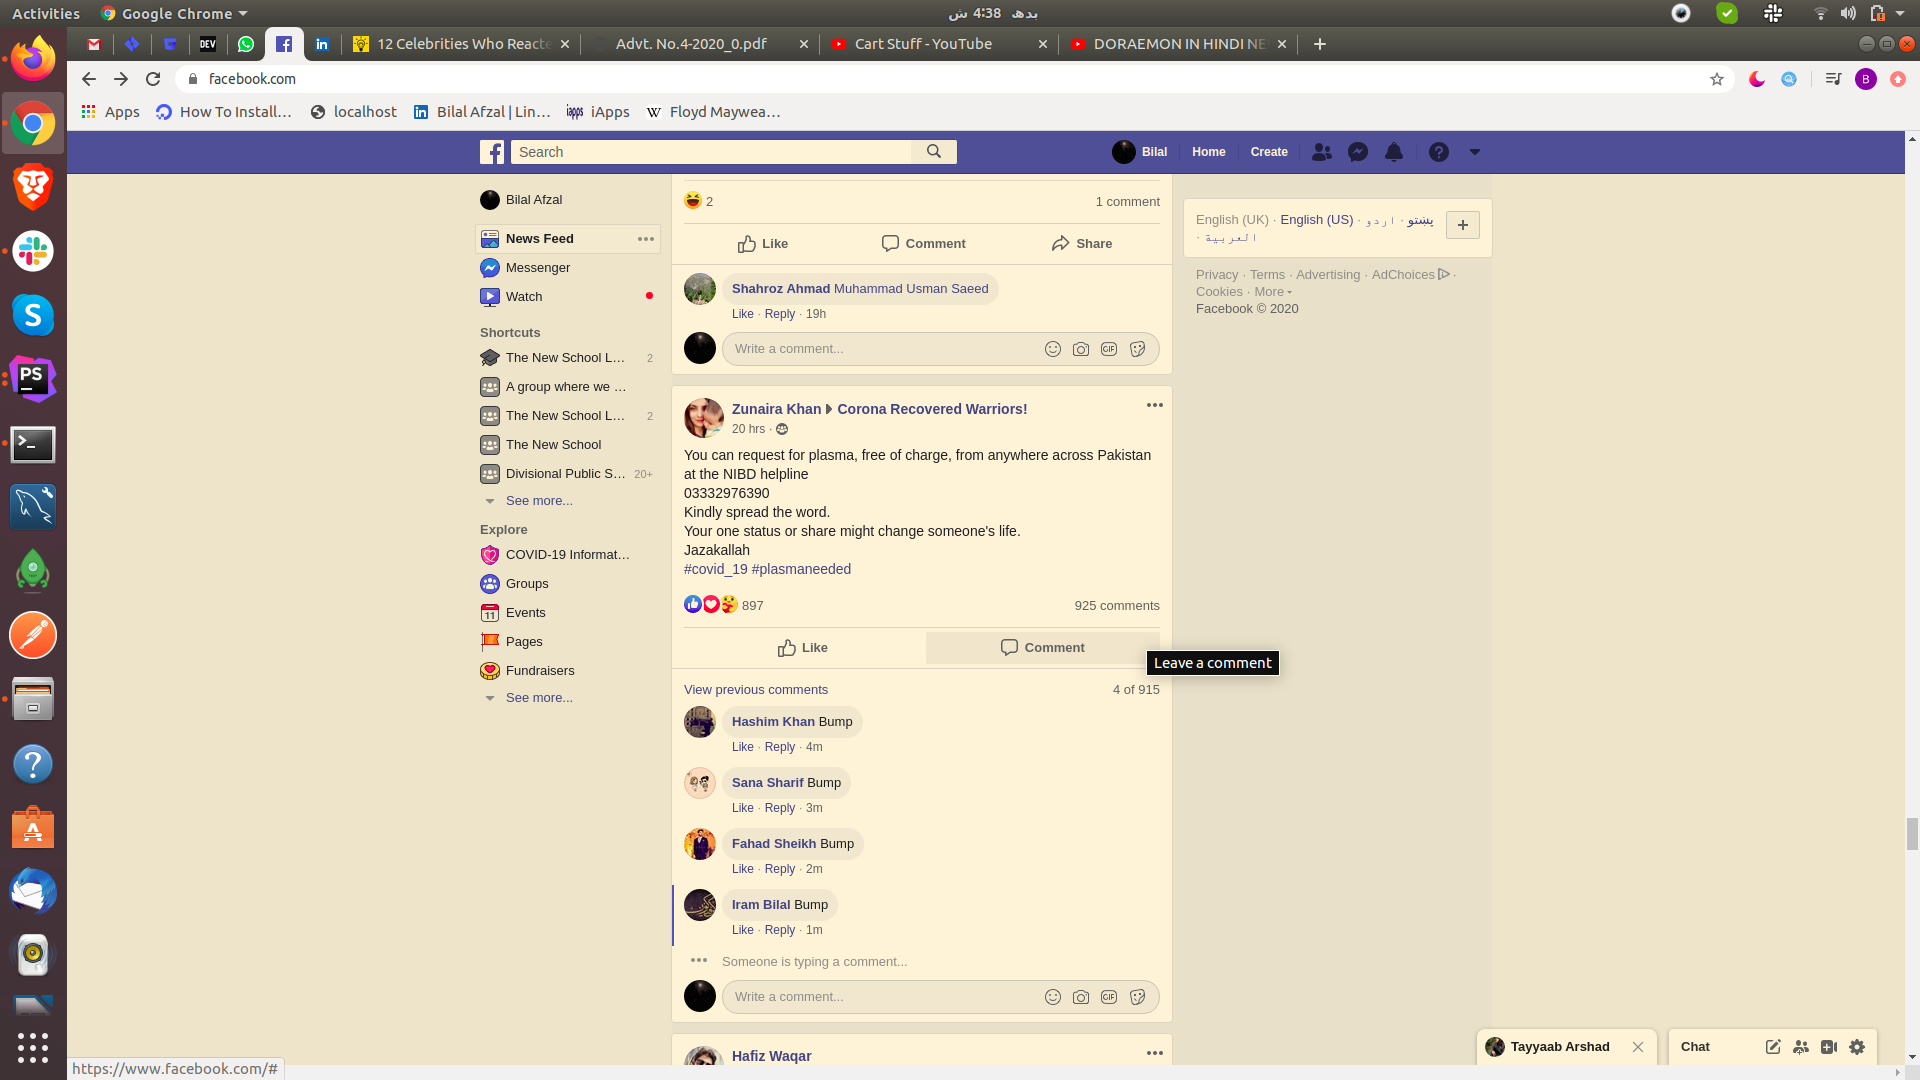 Activities
Google Chrome
بدھ 4:38 ش
12 Celebrities Who Reacte
Advt. No.4-2020_0.pdf
Cart Stuff - YouTube
DORAEMON IN HINDI NE
facebook.com
Apps
How To Install...
localhost
Bilal Afzal | Lin...
iApps
Floyd Maywea...
Search
Bilal
Home
Create
Bilal Afzal
News Feed
Messenger
Watch
Shortcuts
The New School L... 2
A group where we ...
The New School L... 2
The New School
Divisional Public S... 20+
See more...
Explore
COVID-19 Informat...
Groups
Events
Pages
Fundraisers
See more...
2
1 comment
Like
Comment
Share
Shahroz Ahmad Muhammad Usman Saeed
Like · Reply · 19h
Write a comment...
Zunaira Khan Corona Recovered Warriors!
20 hrs ·
You can request for plasma, free of charge, from anywhere across Pakistan
at the NIBD helpline
03332976390
Kindly spread the word.
Your one status or share might change someone's life.
Jazakallah
#covid_19 #plasmaneeded
897
925 comments
Like
Comment
Leave a comment
View previous comments
4 of 915
Hashim Khan Bump
Like · Reply · 4m
Sana Sharif Bump
Like · Reply · 3m
Fahad Sheikh Bump
Like · Reply · 2m
Iram Bilal Bump
Like · Reply · 1m
Someone is typing a comment...
Write a comment...
Hafiz Waqar
English (UK) · English (US) · اردو · پښتو
· العربية
Privacy · Terms · Advertising · AdChoices ·
Cookies · More
Facebook © 2020
Tayyaab Arshad
Chat
https://www.facebook.com/#